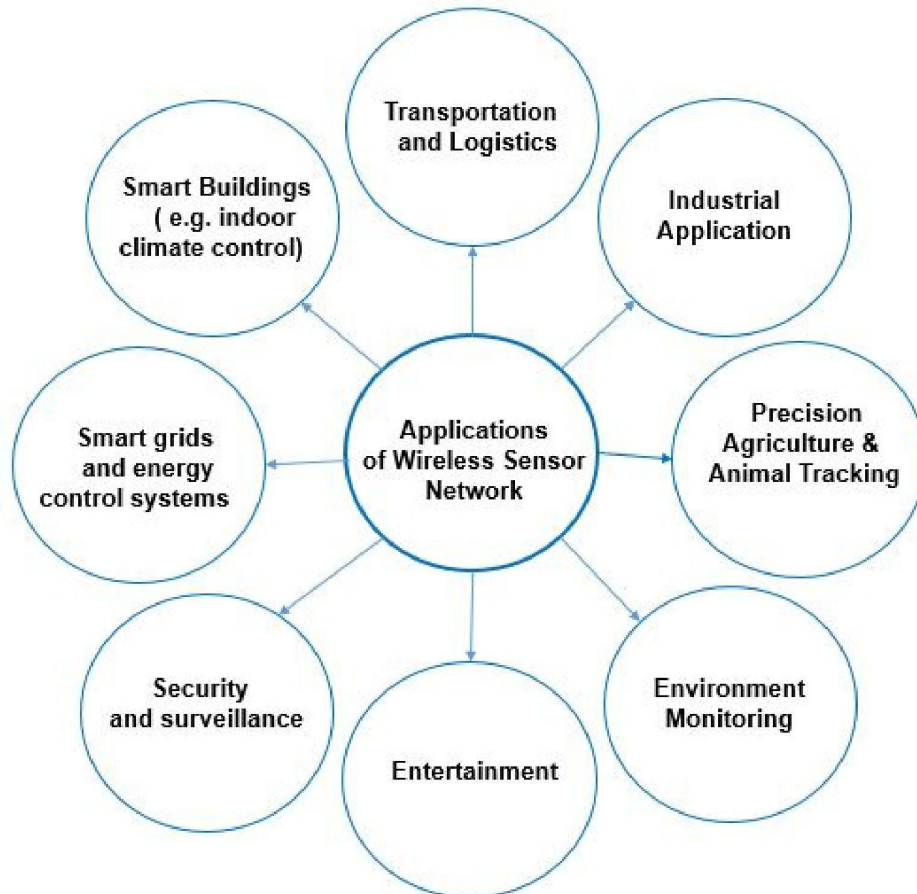 Transportation
and Logistics
Smart Buildings
( e.g. indoor
climate control)
Industrial
Application
Applications
of Wireless Sensor
Network
Precision
Agriculture &
Animal Tracking
Smart grids
and energy
control systems
Security
and surveillance
Environment
Monitoring
Entertainment